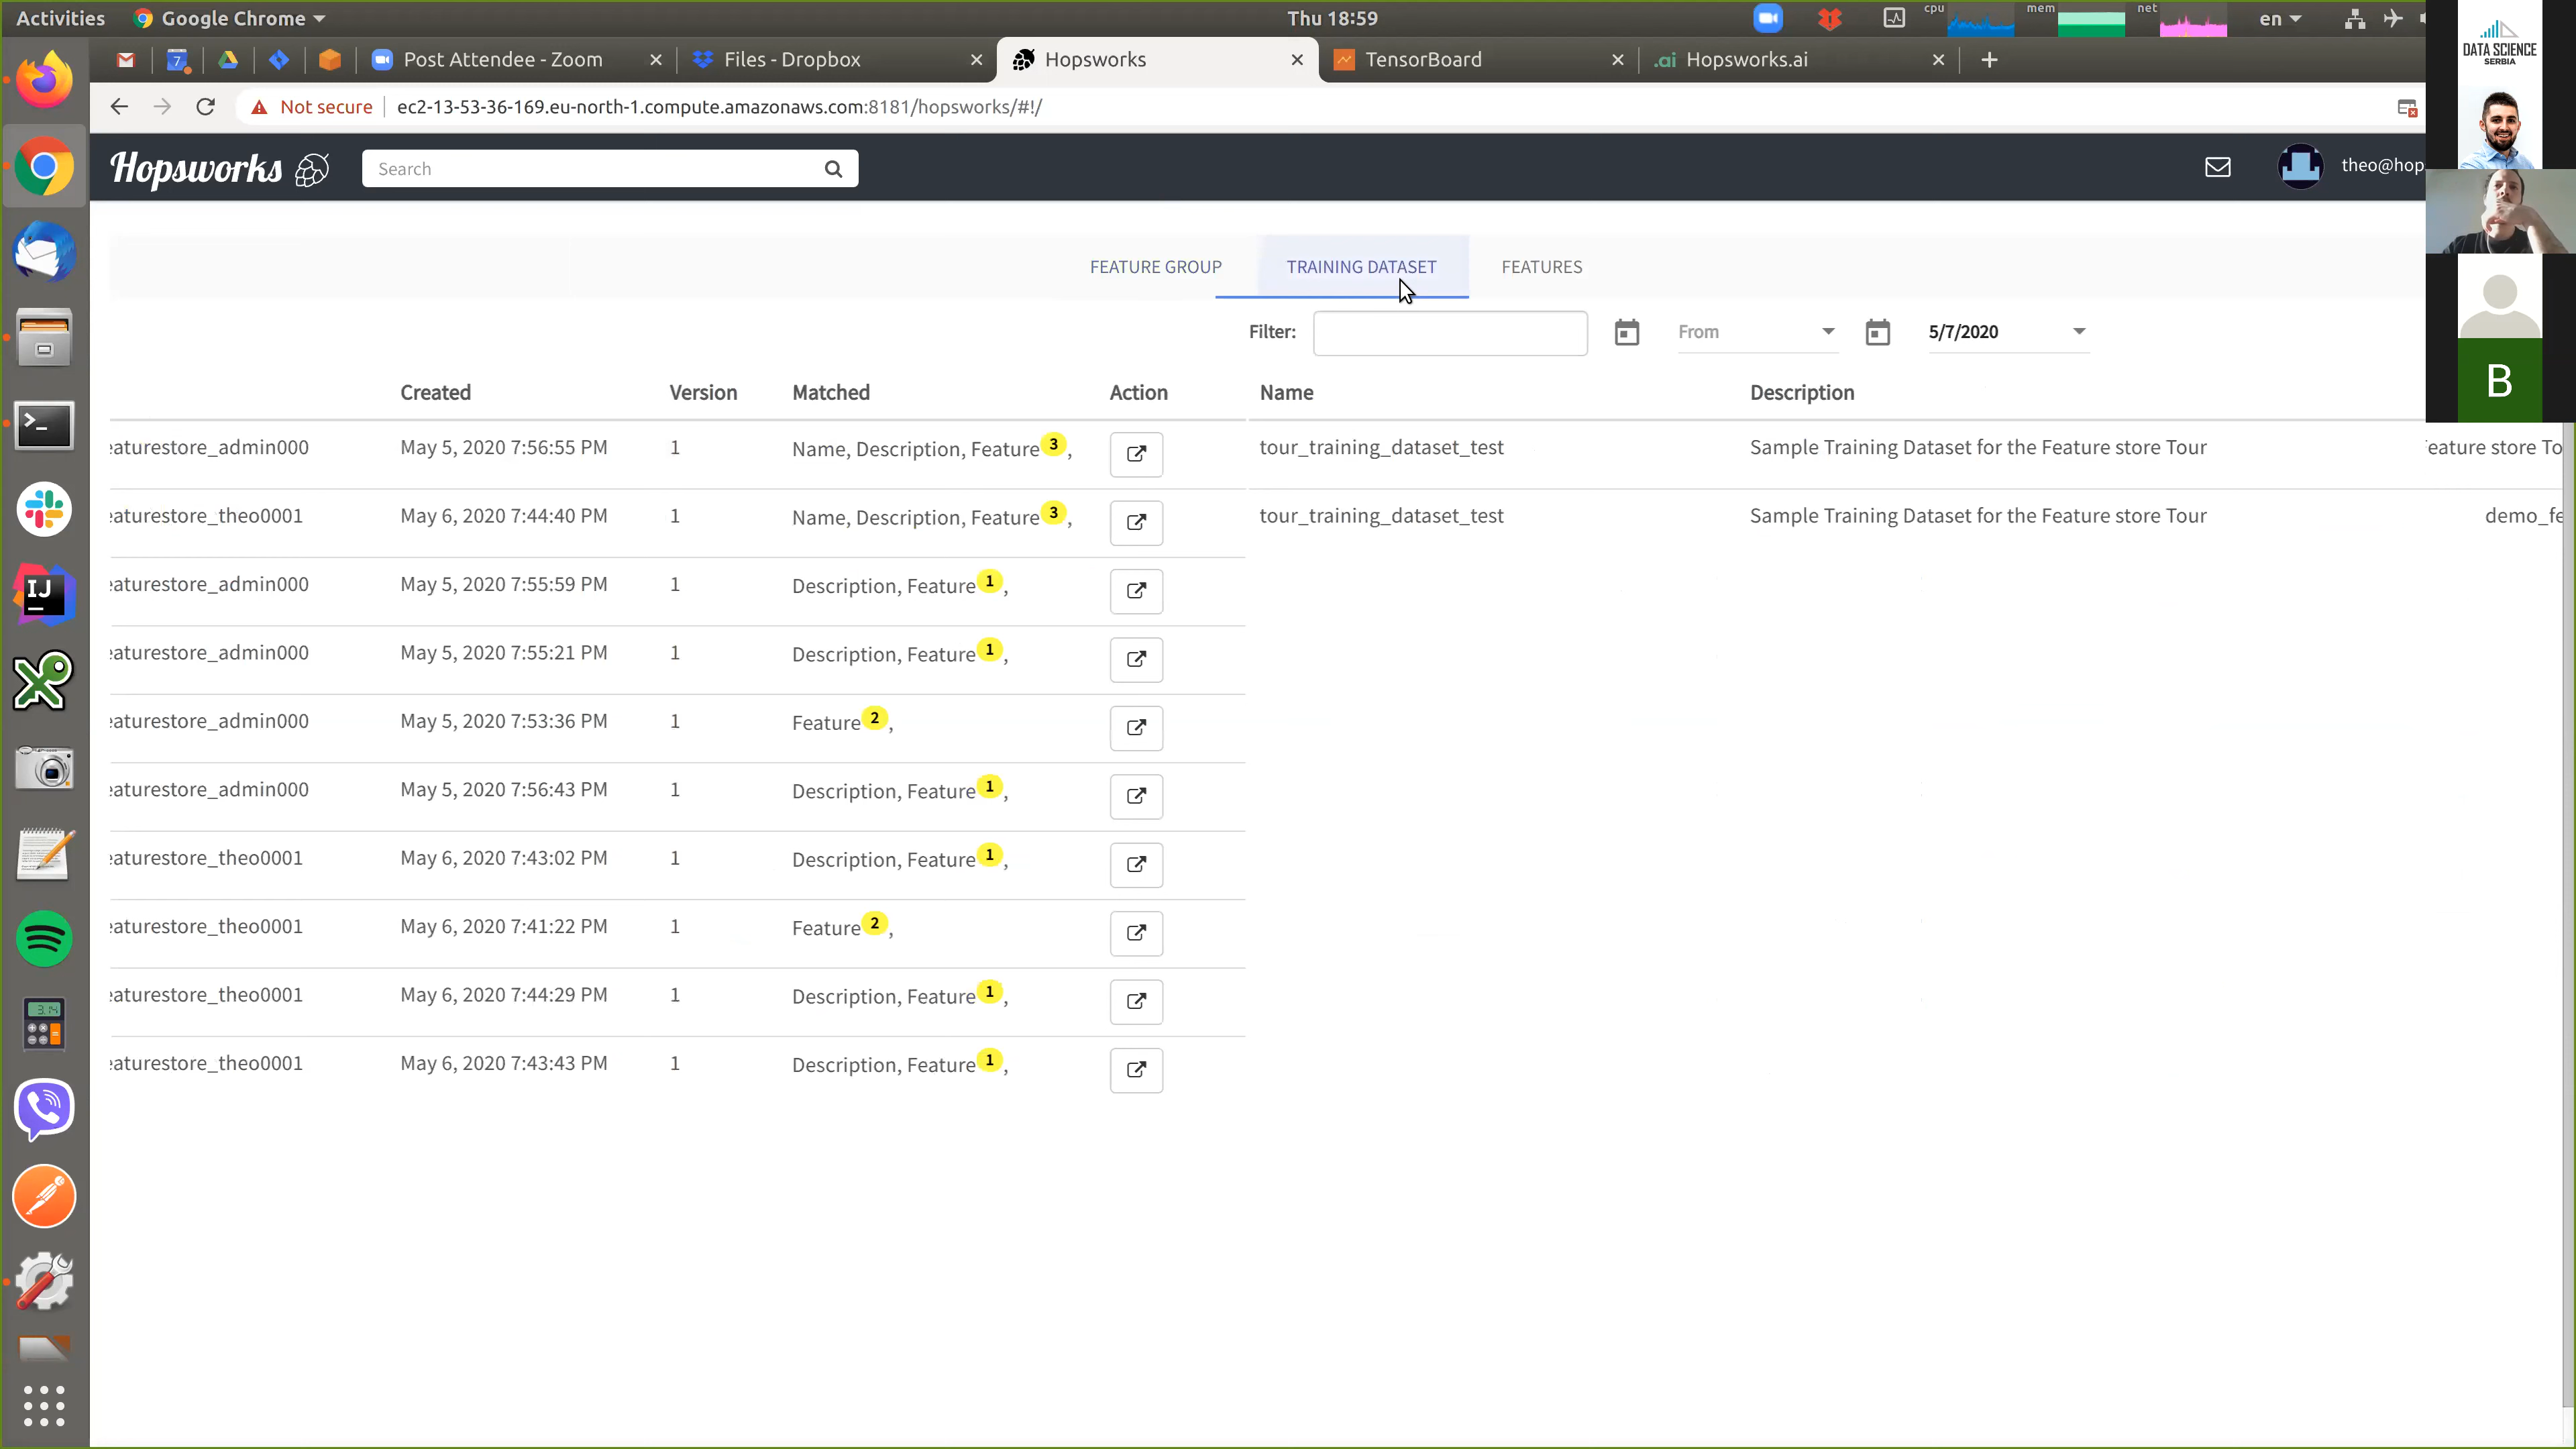 Activities Google Chrome Thu 18:59 cpu mem net en
7 Post Attendee - Zoom Files - Dropbox Hopsworks TensorBoard .ai Hopsworks.ai
Not secure ec2-13-53-36-169.eu-north-1.compute.amazonaws.com:8181/hopsworks/#!/
DATA SCIENCE
SERBIA
Hopsworks Search theo@hop
FEATURE GROUP TRAINING DATASET FEATURES
Filter: From 5/7/2020
B
Created Version Matched Action Name Description
eaturestore_admin000 May 5, 2020 7:56:55 PM 1 Name, Description, Feature 3 , tour_training_dataset_test Sample Training Dataset for the Feature store Tour eature store To
eaturestore_theo0001 May 6, 2020 7:44:40 PM 1 Name, Description, Feature 3 , tour_training_dataset_test Sample Training Dataset for the Feature store Tour demo_fe
eaturestore_admin000 May 5, 2020 7:55:59 PM 1 Description, Feature 1 ,
eaturestore_admin000 May 5, 2020 7:55:21 PM 1 Description, Feature 1 ,
eaturestore_admin000 May 5, 2020 7:53:36 PM 1 Feature 2 ,
eaturestore_admin000 May 5, 2020 7:56:43 PM 1 Description, Feature 1 ,
eaturestore_theo0001 May 6, 2020 7:43:02 PM 1 Description, Feature 1 ,
eaturestore_theo0001 May 6, 2020 7:41:22 PM 1 Feature 2 ,
eaturestore_theo0001 May 6, 2020 7:44:29 PM 1 Description, Feature 1 ,
eaturestore_theo0001 May 6, 2020 7:43:43 PM 1 Description, Feature 1 ,
IJ
3.14